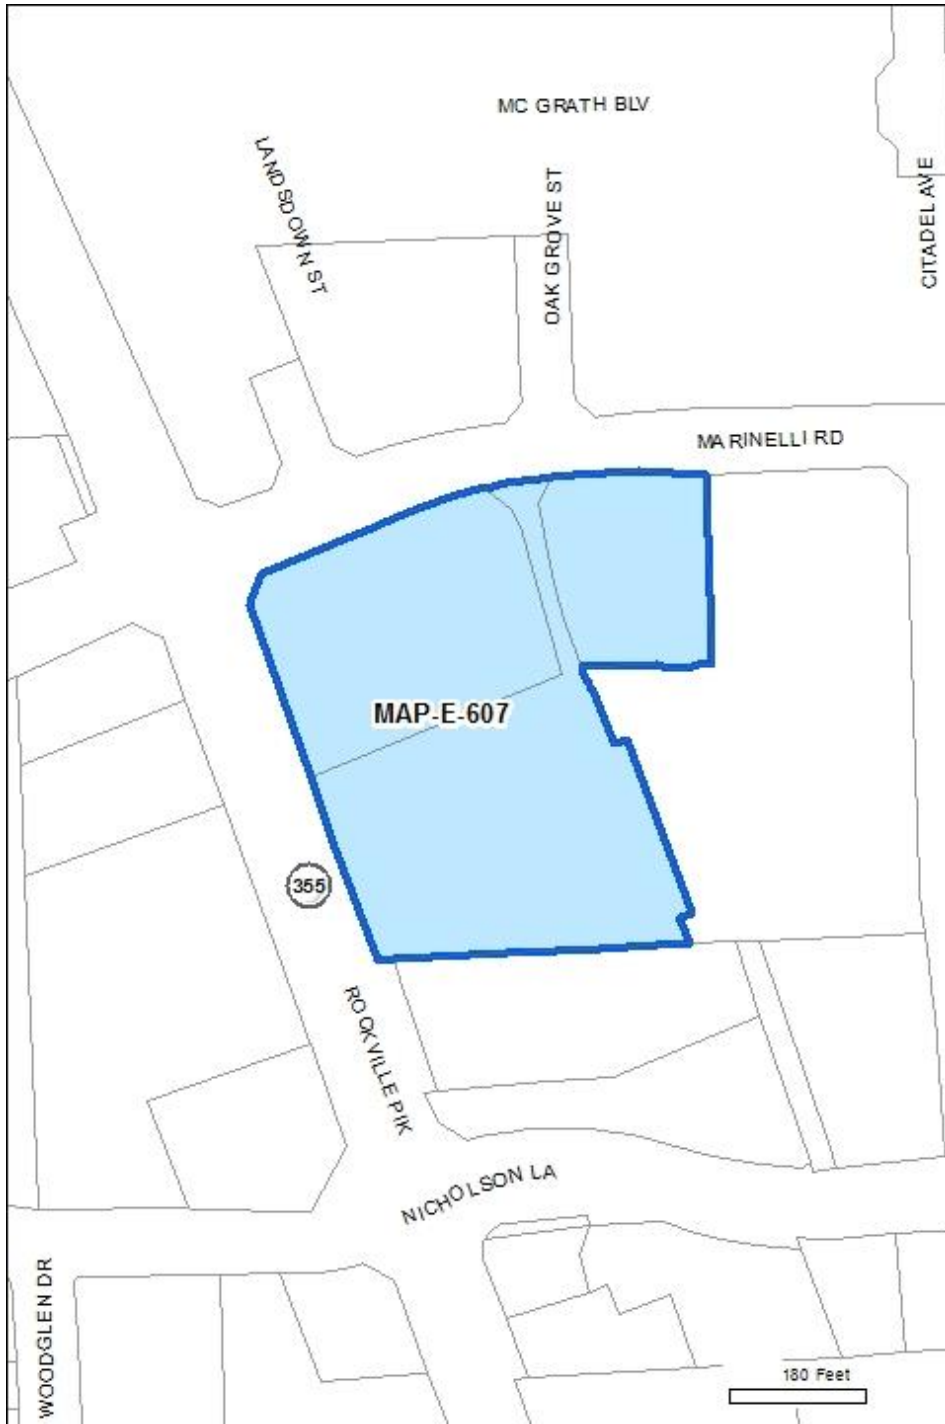 MC GRATH BLV
LANDSDOWN ST
OAK GROVE ST
CITADEL AVE
MARINELLI RD
MAP-E-607
355
ROCKVILLE PIK
NICHOLSON LA
WOODGLEN DR
180 Feet